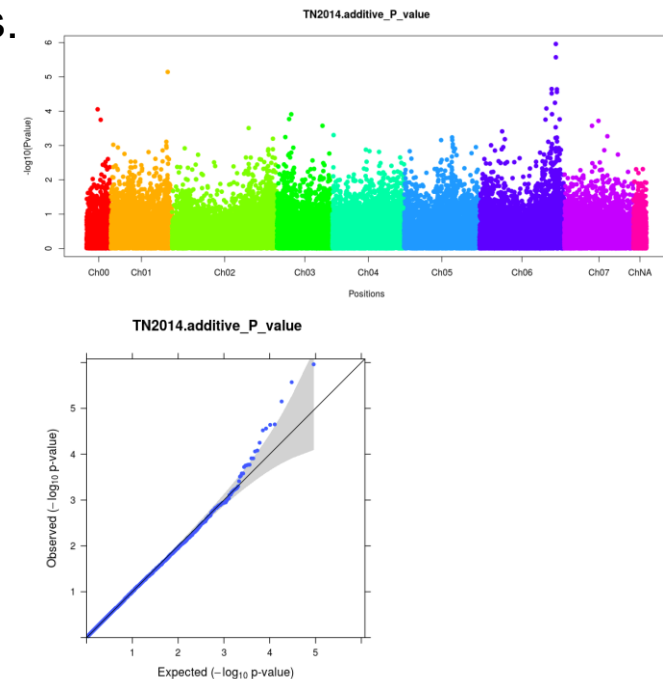 s.
TN2014.additive_P_value
6
5
4
3
2
1
0
-log10(Pvalue)
Ch00 Ch01 Ch02 Ch03 Ch04 Ch05 Ch06 Ch07 ChNA
Positions
TN2014.additive_P_value
5
4
3
2
1
Observed (−log10 p-value)
1 2 3 4 5
Expected (−log10 p-value)